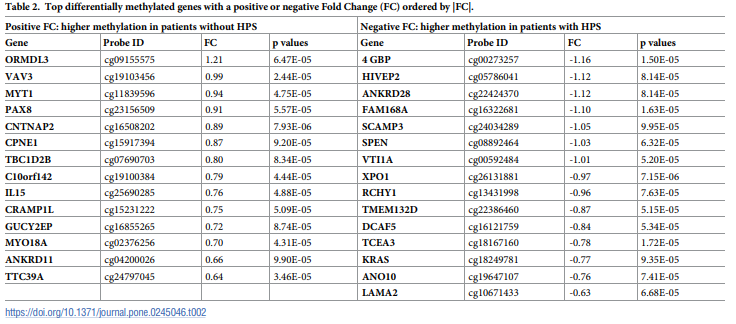 Table 2. Top differentially methylated genes with a positive or negative Fold Change (FC) ordered by |FC|.
Positive FC: higher methylation in patients without HPS Negative FC: higher methylation in patients with HPS
Gene Probe ID FC p values Gene Probe ID FC p values
ORMDL3 cg09155575 1.21 6.47E-05 4 GBP cg00273257 -1.16 1.50E-05
VAV3 cg19103456 0.99 2.44E-05 HIVEP2 cg05786041 -1.12 8.14E-05
MYT1 cg11839596 0.94 4.75E-05 ANKRD28 cg22424370 -1.12 8.14E-05
PAX8 cg23156509 0.91 5.57E-05 FAM168A cg16322681 -1.10 1.63E-05
CNTNAP2 cg16508202 0.89 7.93E-06 SCAMP3 cg24034289 -1.05 9.95E-05
CPNE1 cg15917394 0.87 9.20E-05 SPEN cg08892464 -1.03 6.32E-05
TBC1D2B cg07690703 0.80 8.34E-05 VTI1A cg00592484 -1.01 5.20E-05
C10orf142 cg19100384 0.79 4.44E-05 XPO1 cg26131881 -0.97 7.15E-06
IL15 cg25690285 0.76 4.88E-05 RCHY1 cg13431998 -0.96 7.63E-05
CRAMP1L cg15231222 0.75 5.09E-05 TMEM132D cg22386460 -0.87 5.15E-05
GUCY2EP cg16855265 0.72 8.74E-05 DCAF5 cg16121759 -0.84 5.34E-05
MYO18A cg02376256 0.70 4.31E-05 TCEA3 cg18167160 -0.78 1.72E-05
ANKRD11 cg04200026 0.66 9.90E-05 KRAS cg18249781 -0.77 9.35E-05
TTC39A cg24797045 0.64 3.46E-05 ANO10 cg19647107 -0.76 7.41E-05
LAMA2 cg10671433 -0.63 6.68E-05
https://doi.org/10.1371/journal.pone.0245046.t002